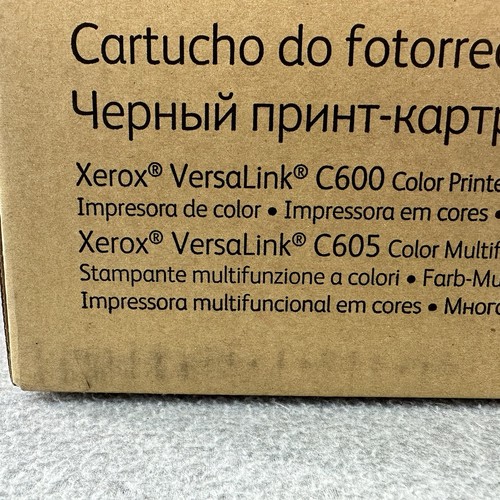 Cartucho do fotorrec
Черный принт-картр
Xerox® VersaLink® C600 Color Printe
Impresora de color • Impressora em cores •
Xerox® VersaLink® C605 Color Multif
Stampante multifunzione a colori • Farb-Mu
Impressora multifuncional em cores • Много